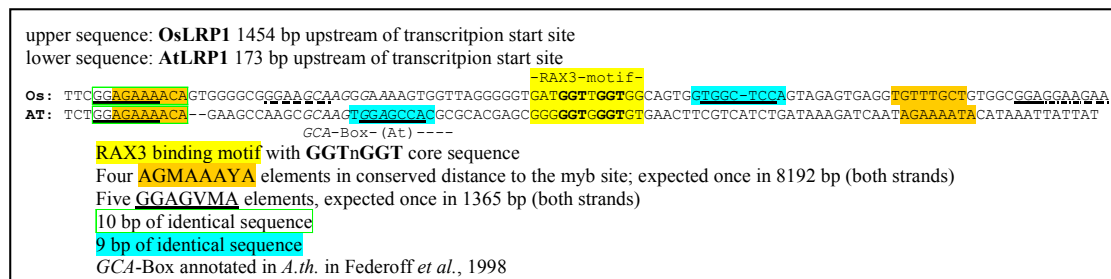 upper sequence: OsLRP1 1454 bp upstream of transcritpion start site
lower sequence: AtLRP1 173 bp upstream of transcritpion start site
-RAX3-motif-
Os: TTCGGAGAAAACAGTGGGGCGGGAAGCAAGGGAAAAGTGGTTAGGGGGTGATGGTTGGTGGCAGTGGTGGC-TCCAGTAGAGTGAGGTGTTTGCTGTGGCGGAGGAAGAA
AT: TCTGGAGAAAACA--GAAGCCAAGCGCAAGTGGAGCCACGCGCACGAGCGGGGGTGGGTGTGAACTTCGTCATCTGATAAAGATCAATAGAAAATACATAAATTATTAT
GCA-Box-(At)----
RAX3 binding motif with GGTnGGT core sequence
Four AGMAAAYA elements in conserved distance to the myb site; expected once in 8192 bp (both strands)
Five GGAGVMA elements, expected once in 1365 bp (both strands)
10 bp of identical sequence
9 bp of identical sequence
GCA-Box annotated in A.th. in Federoff et al., 1998